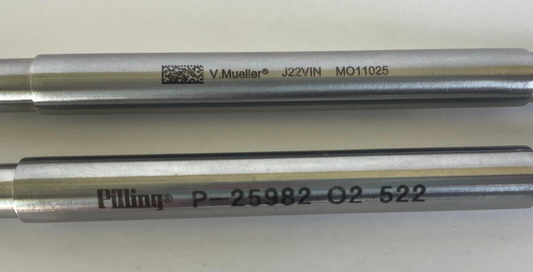 V.Mueller® J22VIN MO11025
Pilling® P-25982 O2 522